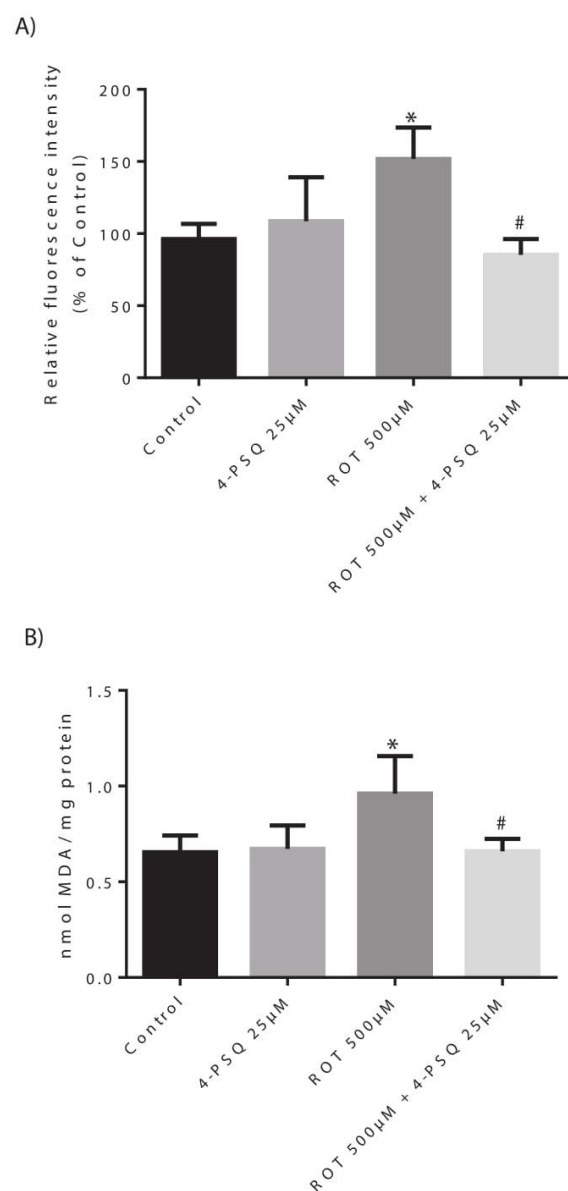 A)
Relative fluorescence intensity
(% of Control)
200
150
100
50
0
*
#
Control
4-PSQ 25µM
ROT 500µM
ROT 500µM + 4-PSQ 25µM
B)
nmol MDA/mg protein
1.5
1.0
0.5
0.0
*
#
Control
4-PSQ 25µM
ROT 500µM
ROT 500µM + 4-PSQ 25µM